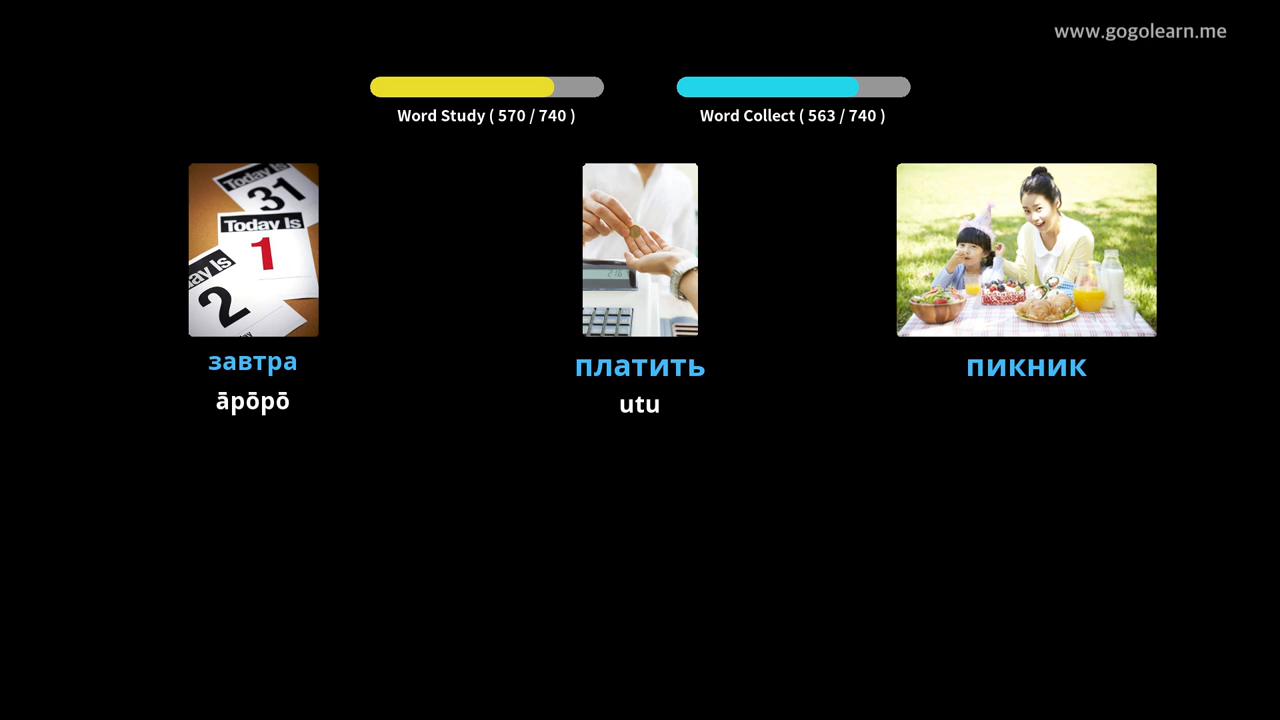 www.gogolearn.me
Word Study ( 570 / 740 )
Word Collect ( 563 / 740 )
Today Is
31
Today Is
1
ay Is
2
216
завтра
платить
пикник
āpōpō
utu